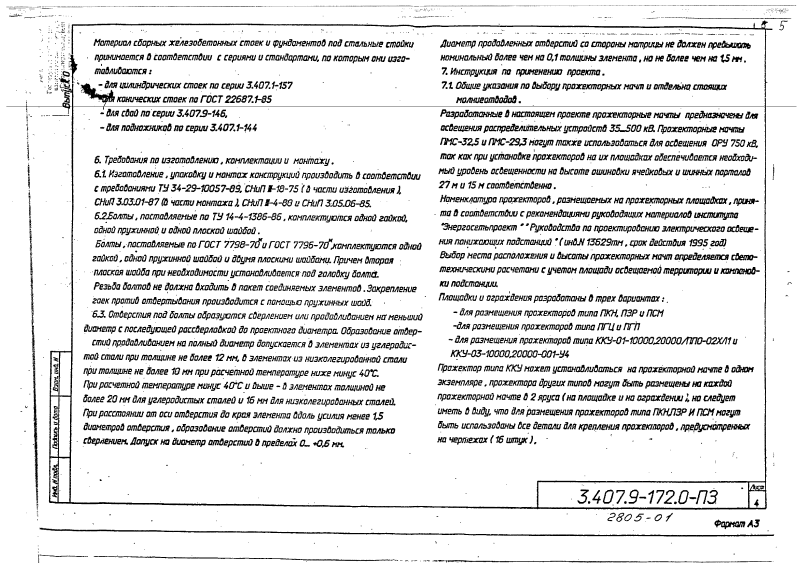 5
Выпуск 0
Материал сборных железобетонных стоек и фундаментов под стальные стойки
принимается в соответствии с сериями и стандартами, по которым они изго-
тавливаются :
- для цилиндрических стоек по серии 3.407.1-157
- для конических стоек по ГОСТ 22687.1-85
- для свай по серии 3.407.9-146,
- для подножников по серии 3.407.1-144
6. Требования по изготовлению, комплектации и монтажу.
6.1. Изготовление, упаковку и монтаж конструкций производить в соответствии
с требованиями ТУ 34-29-10057-89, СНиП III-18-75 (в части изготовления),
СНиП 3.03.01-87 (в части монтажа), СНиП II-4-89 и СНиП 3.05.06-85.
6.2.Болты, поставляемые по ТУ 14-4-1386-86, комплектуются одной гайкой,
одной пружинной и одной плоской шайбой.
Болты, поставляемые по ГОСТ 7798-70* и ГОСТ 7796-70*,комплектуются одной
гайкой, одной пружинной шайбой и двумя плоскими шайбами. Причем вторая
плоская шайба при необходимости устанавливается под головку болта.
Резьба болтов не должна входить в пакет соединяемых элементов. Закрепление
гаек против отвертывания производится с помощью пружинных шайб.
6.3. Отверстия под болты образуются сверлением или продавливанием на меньший
диаметр с последующей рассверловкой до проектного диаметра. Образование отвер-
стий продавливанием на полный диаметр допускается в элементах из углеродис-
той стали при толщине не более 12 мм, в элементах из низколегированной стали
при толщине не более 10 мм при расчетной температуре ниже минус 40°С.
При расчетной температуре минус 40°С и выше - в элементах толщиной не
более 20 мм для углеродистых сталей и 16 мм для низколегированных сталей.
При расстоянии от оси отверстия до края элемента вдоль усилия менее 1,5
диаметров отверстия, образование отверстий должно производиться только
сверлением. Допуск на диаметр отверстий в пределах 0... +0,6 мм.
Диаметр продавленных отверстий со стороны матрицы не должен превышать
номинальный более чем на 0,1 толщины элемента, но не более чем на 1,5 мм.
7. Инструкция по применению проекта.
7.1. Общие указания по выбору прожекторных мачт и отдельно стоящих
молниеотводов.
Разработанные в настоящем проекте прожекторные мачты предназначены для
освещения распределительных устройств 35...500 кВ. Прожекторные мачты
ПМС-32,5 и ПМС-29,3 могут также использоваться для освещения ОРУ 750 кВ,
так как при установке прожекторов на их площадках обеспечивается необходи-
мый уровень освещенности на высоте ошиновки ячейковых и шинных порталов
27 м и 15 м соответственно.
Номенклатура прожекторов, размещаемых на прожекторных площадках, приня-
та в соответствии с рекомендациями руководящих материалов института
"Энергосетьпроект" "Руководство по проектированию электрического освеще-
ния понижающих подстанций" (инв.N 13629тм, срок действия 1995 год)
Выбор места расположения и высоты прожекторных мачт определяется свето-
техническими расчетами с учетом площади освещаемой территории и компонов-
ки подстанции.
Площадки и ограждения разработаны в трех вариантах :
- для размещения прожекторов типа ПКН, ПЗР и ПСМ
-для размещения прожекторов типа ПГЦ и ПГП
- для размещения прожекторов типа ККУ-01-10000,20000/ППО-02ХЛ1 и
ККУ-03-10000,20000-001-У4
Прожектор типа ККУ может устанавливаться на прожекторной мачте в одном
экземпляре, прожектора других типов могут быть размещены на каждой
прожекторной мачте в 2 яруса (на площадке и на ограждении), но следует
иметь в виду, что для размещения прожекторов типа ПКН,ПЗР И ПСМ могут
быть использованы все детали для крепления прожекторов, предусмотренных
на чертежах (16 штук).
Взам. инв. N
Подпись и дата
Инв. N подл.
3.407.9-172.0-ПЗ
Лист
4
2805-01
Формат А3